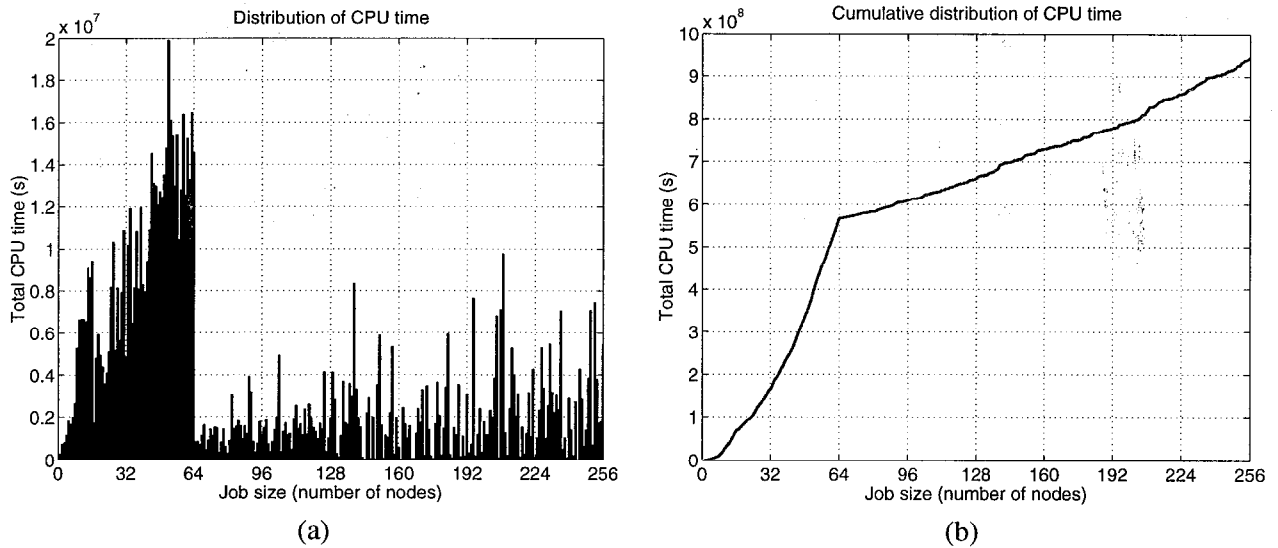 Distribution of CPU time
x 10^7
2
1.8
1.6
1.4
1.2
1
0.8
0.6
0.4
0.2
0
Total CPU time (s)
0 32 64 96 128 160 192 224 256
Job size (number of nodes)
(a)
Cumulative distribution of CPU time
x 10^8
10
9
8
7
6
5
4
3
2
1
0
Total CPU time (s)
0 32 64 96 128 160 192 224 256
Job size (number of nodes)
(b)